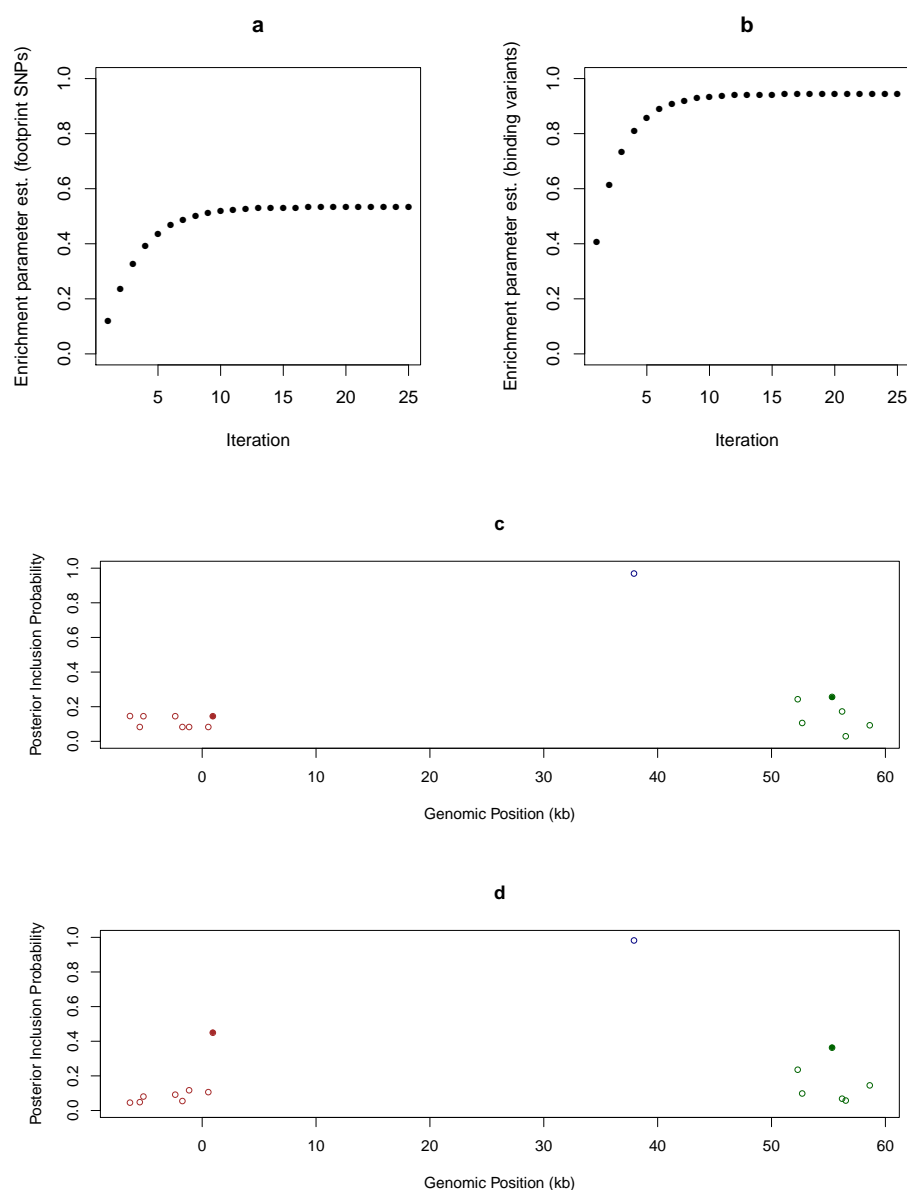 a
Enrichment parameter est. (footprint SNPs)
1.0
0.8
0.6
0.4
0.2
0.0
5 10 15 20 25
Iteration
b
Enrichment parameter est. (binding variants)
1.0
0.8
0.6
0.4
0.2
0.0
5 10 15 20 25
Iteration
c
Posterior Inclusion Probability
1.0
0.8
0.6
0.4
0.2
0.0
0 10 20 30 40 50 60
Genomic Position (kb)
d
Posterior Inclusion Probability
1.0
0.8
0.6
0.4
0.2
0.0
0 10 20 30 40 50 60
Genomic Position (kb)